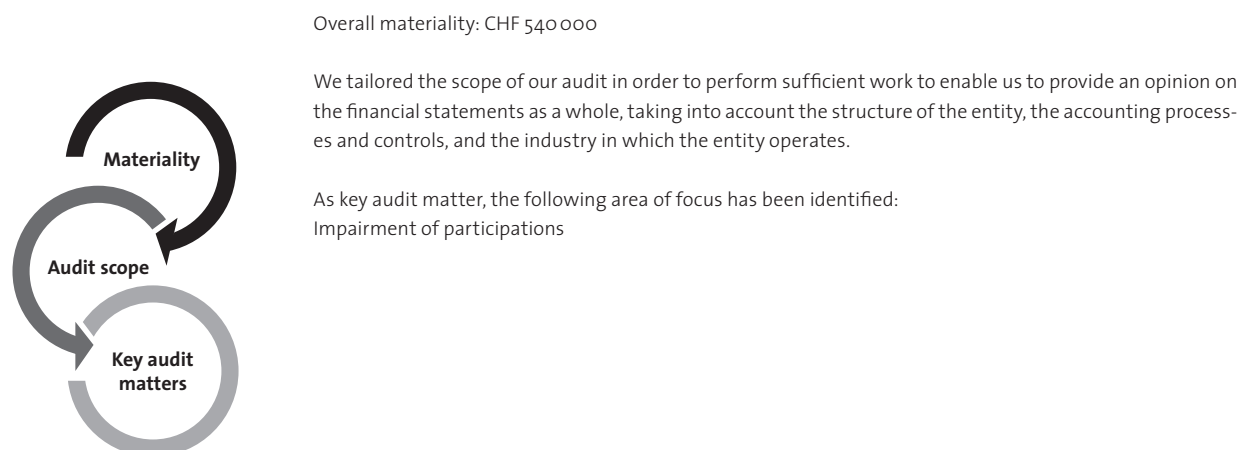 Overall materiality: CHF 540 000
We tailored the scope of our audit in order to perform sufficient work to enable us to provide an opinion on
the financial statements as a whole, taking into account the structure of the entity, the accounting process-
es and controls, and the industry in which the entity operates.
As key audit matter, the following area of focus has been identified:
Impairment of participations
Materiality
Audit scope
Key audit
matters